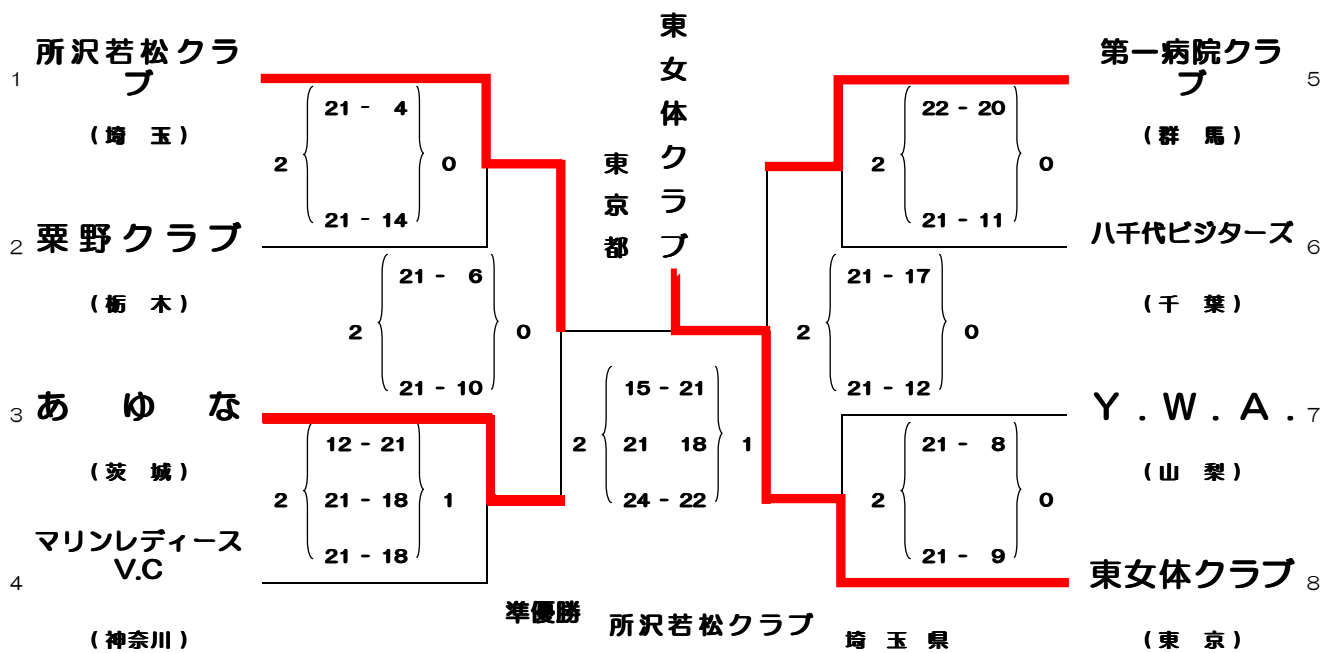 東女体クラブ
東京都
1 所沢若松クラブ
(埼 玉)
2 { 21 - 4
21 - 14 } 0
2 粟野クラブ
(栃 木)
2 { 21 - 6
21 - 10 } 0
3 あ ゆ な
(茨 城)
2 { 12 - 21
21 - 18
21 - 18 } 1
4 マリンレディース
V.C
(神奈川)
2 { 15 - 21
21 18
24 - 22 } 1
第一病院クラブ 5
(群 馬)
2 { 22 - 20
21 - 11 } 0
八千代ビジターズ 6
(千 葉)
2 { 21 - 17
21 - 12 } 0
Y.W.A. 7
(山 梨)
2 { 21 - 8
21 - 9 } 0
東女体クラブ 8
(東 京)
準優勝 所沢若松クラブ 埼玉県